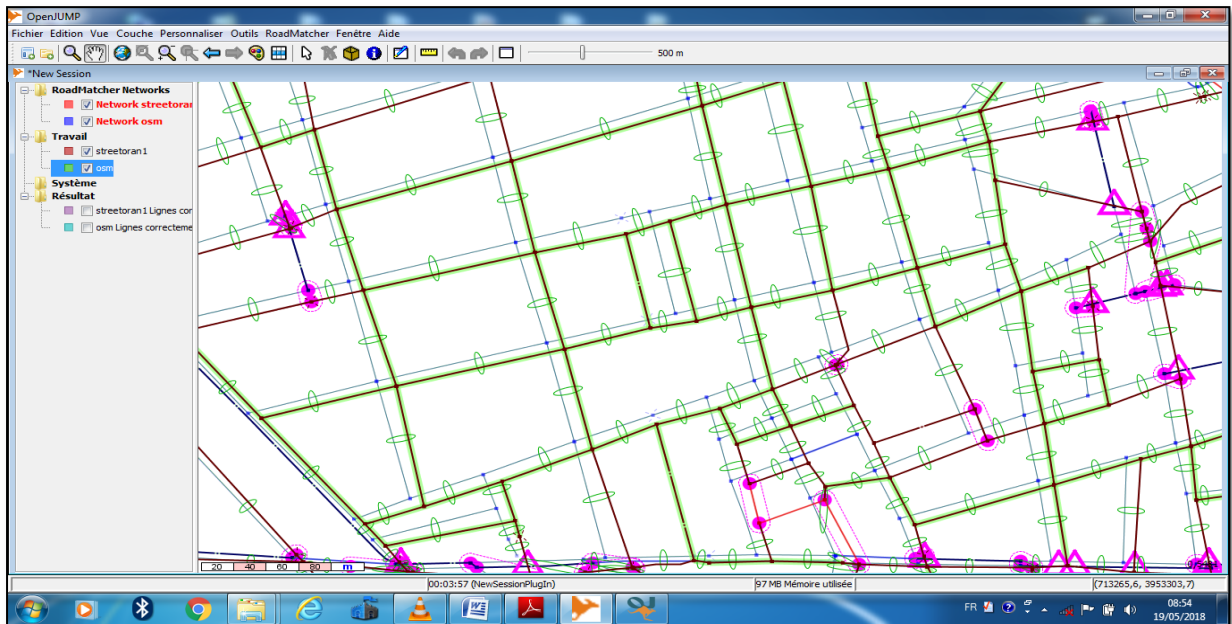 OpenJUMP
Fichier Edition Vue Couche Personnaliser Outils RoadMatcher Fenêtre Aide
500 m
*New Session
RoadMatcher Networks
Network streetoran
Network osm
Travail
streetoran1
osm
Système
Résultat
streetoran1 Lignes cor
osm Lignes correcteme
20 40 60 80 m
00:03:57 (NewSessionPlugIn)
97 MB Mémoire utilisée
(713265,6, 3953303,7)
FR
08:54
19/05/2018